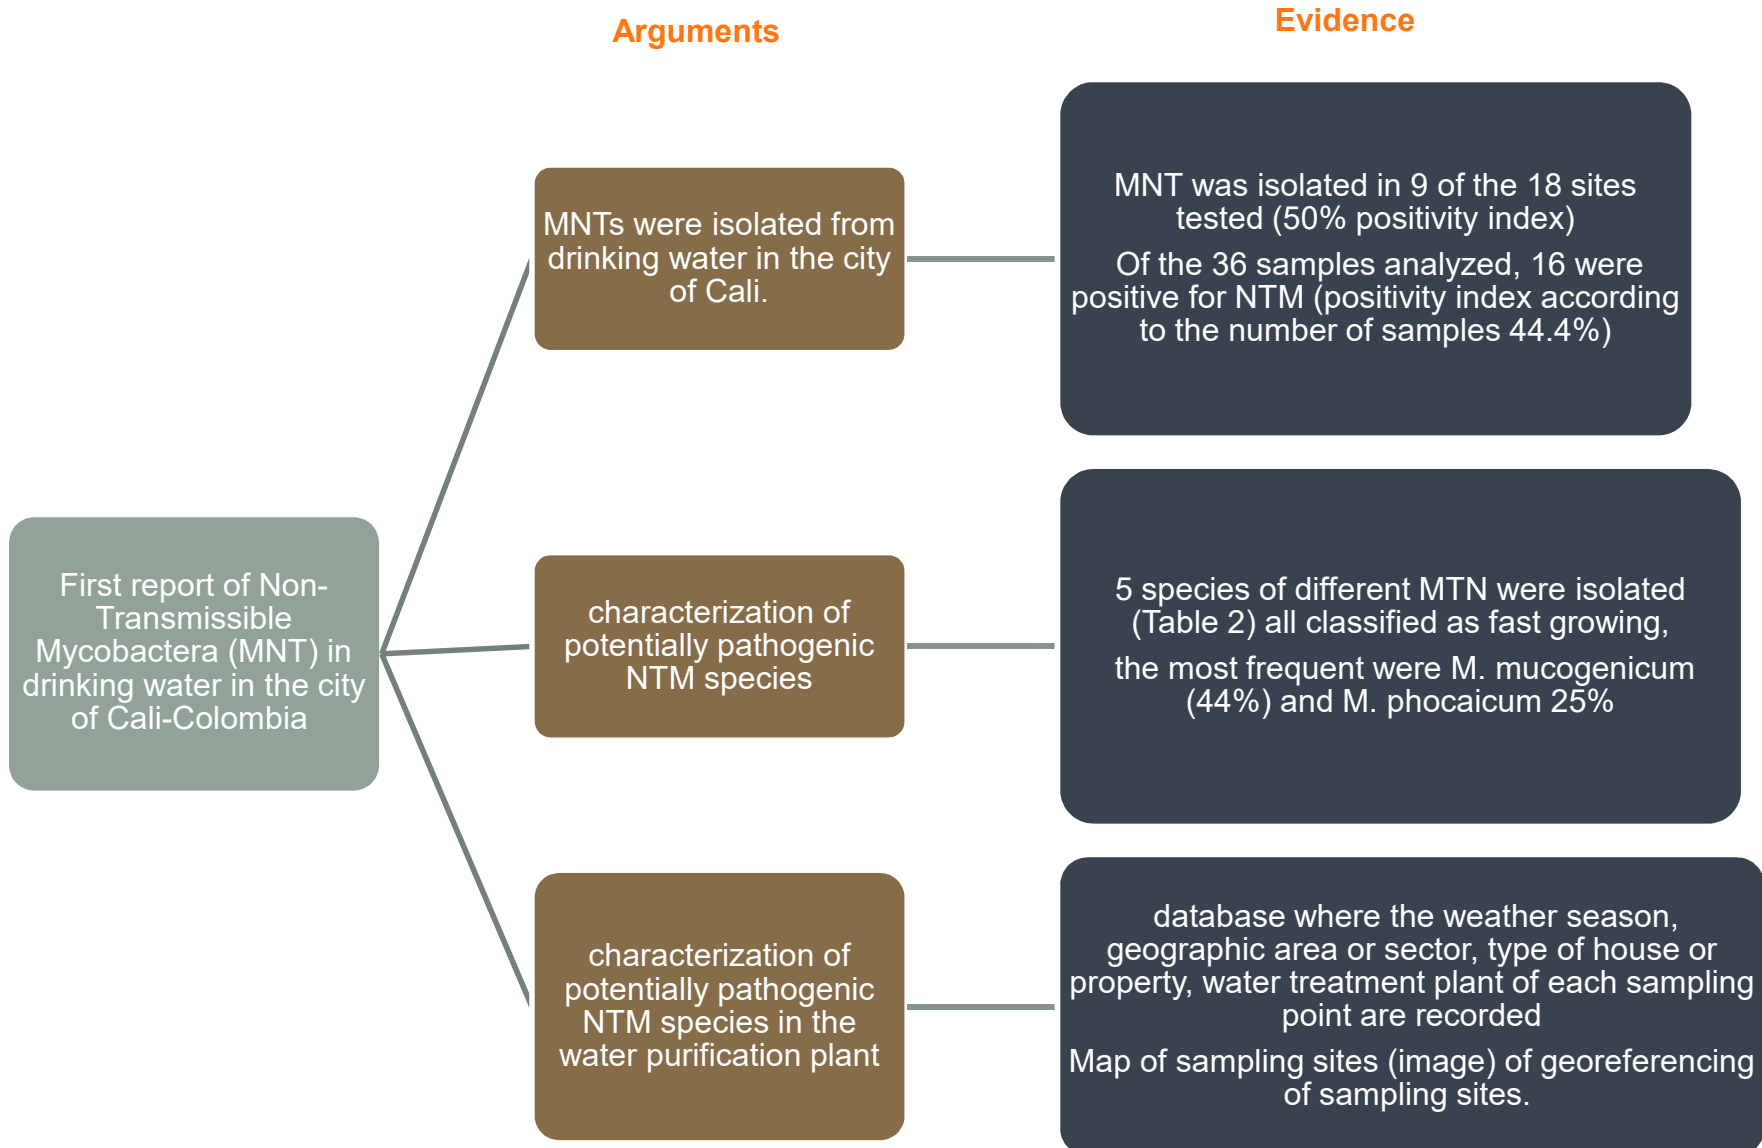 Arguments
Evidence
First report of Non-
Transmissible
Mycobactera (MNT) in
drinking water in the city
of Cali-Colombia
MNTs were isolated from
drinking water in the city
of Cali.
MNT was isolated in 9 of the 18 sites
tested (50% positivity index)
Of the 36 samples analyzed, 16 were
positive for NTM (positivity index according
to the number of samples 44.4%)
characterization of
potentially pathogenic
NTM species
5 species of different MTN were isolated
(Table 2) all classified as fast growing,
the most frequent were M. mucogenicum
(44%) and M. phocaicum 25%
characterization of
potentially pathogenic
NTM species in the
water purification plant
database where the weather season,
geographic area or sector, type of house or
property, water treatment plant of each sampling
point are recorded
Map of sampling sites (image) of georeferencing
of sampling sites.